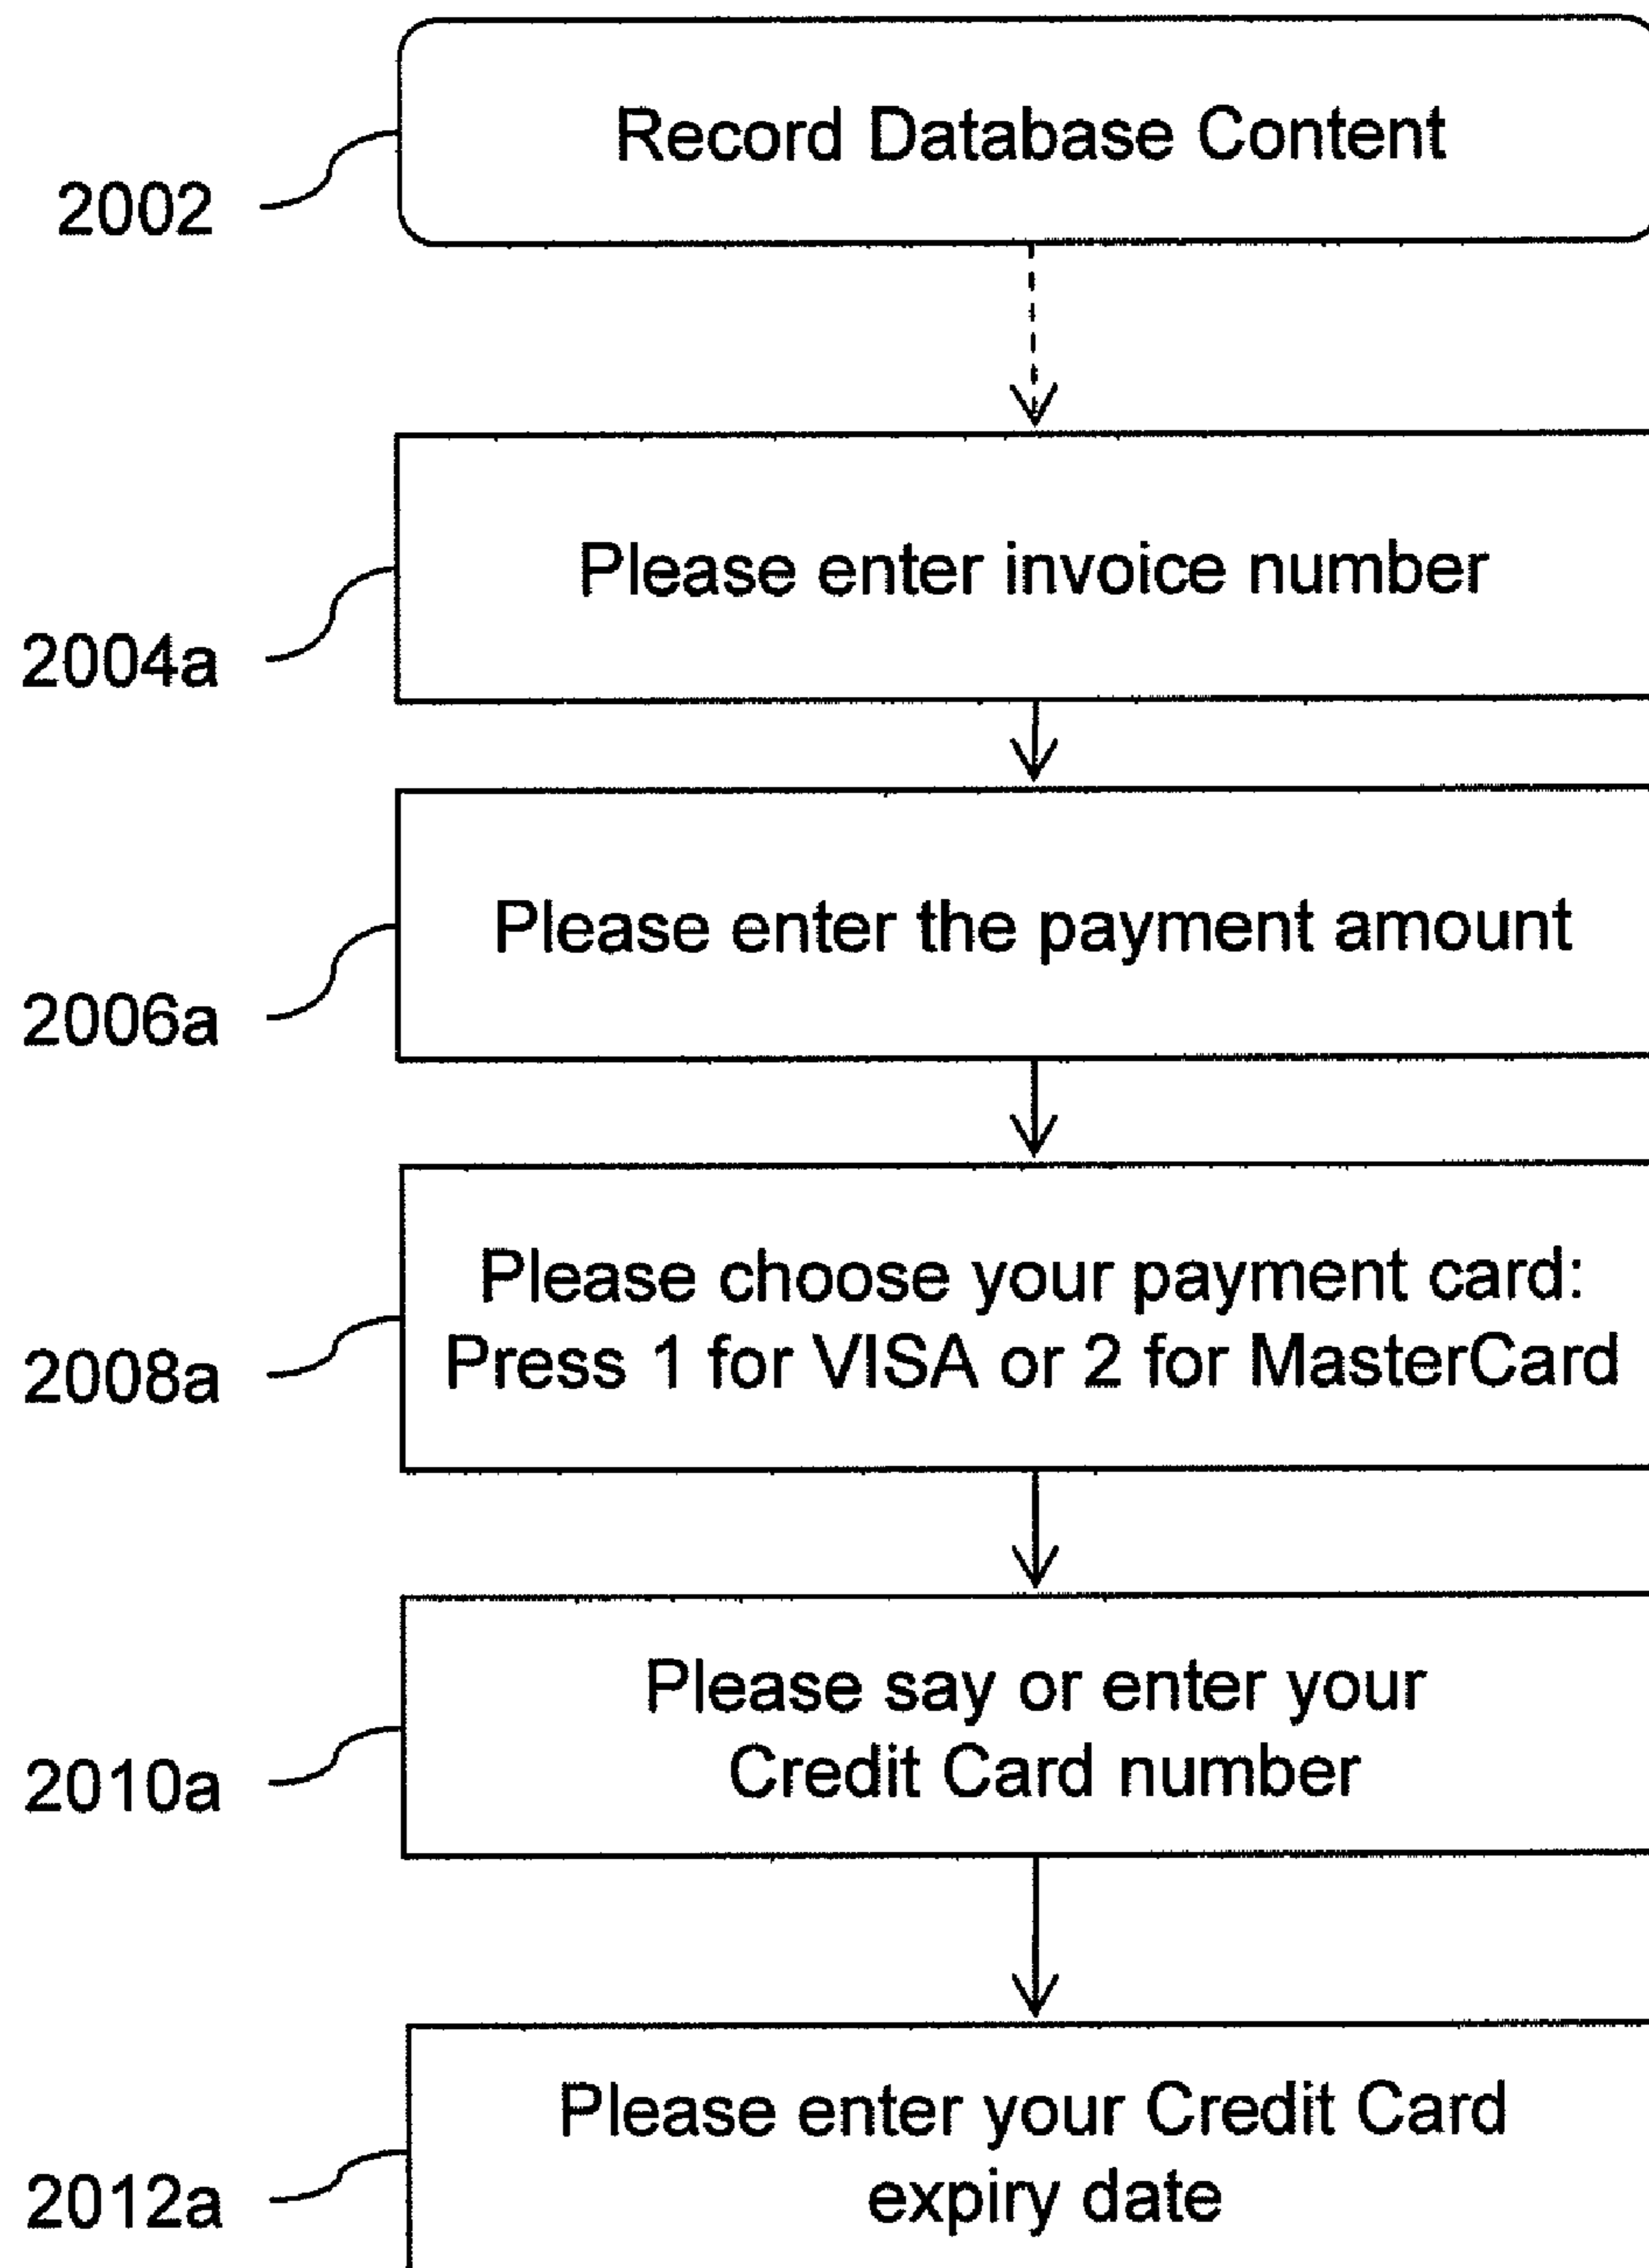 Record Database Content
2002
Please enter invoice number
2004a
Please enter the payment amount
2006a
Please choose your payment card:
Press 1 for VISA or 2 for MasterCard
2008a
Please say or enter your
Credit Card number
2010a
Please enter your Credit Card
expiry date
2012a